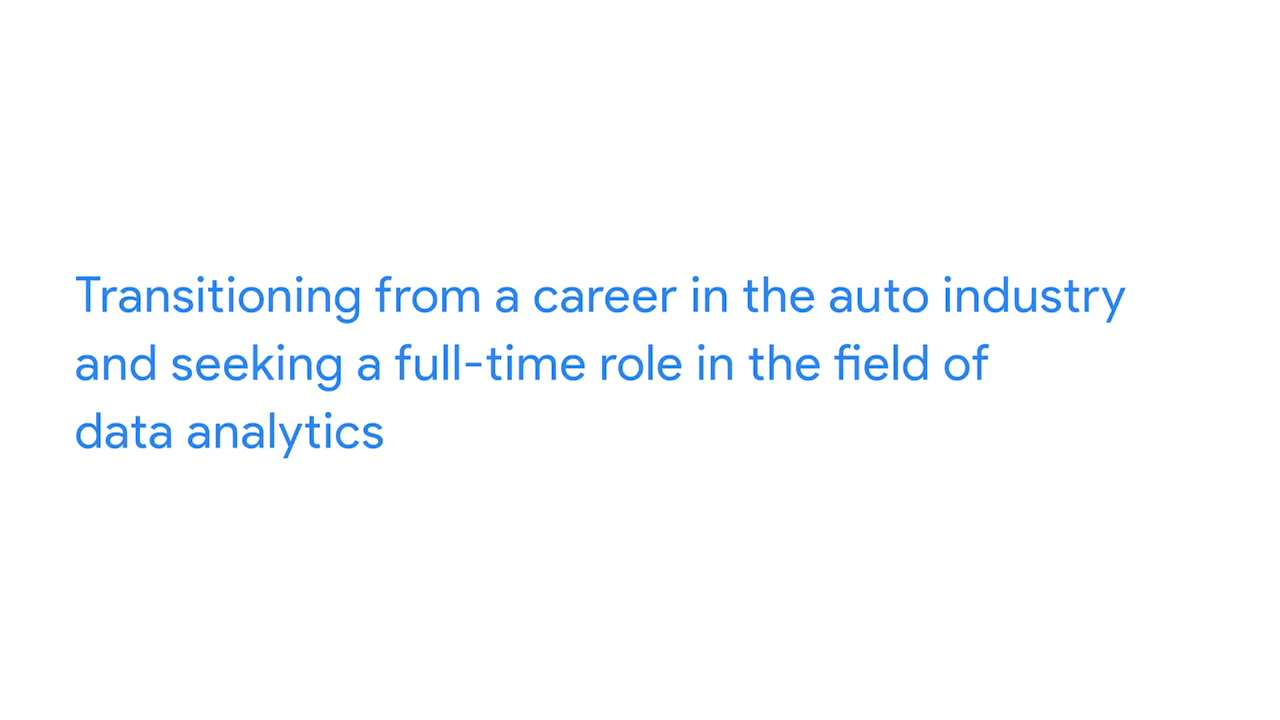 Transitioning from a career in the auto industry
and seeking a full-time role in the field of
data analytics